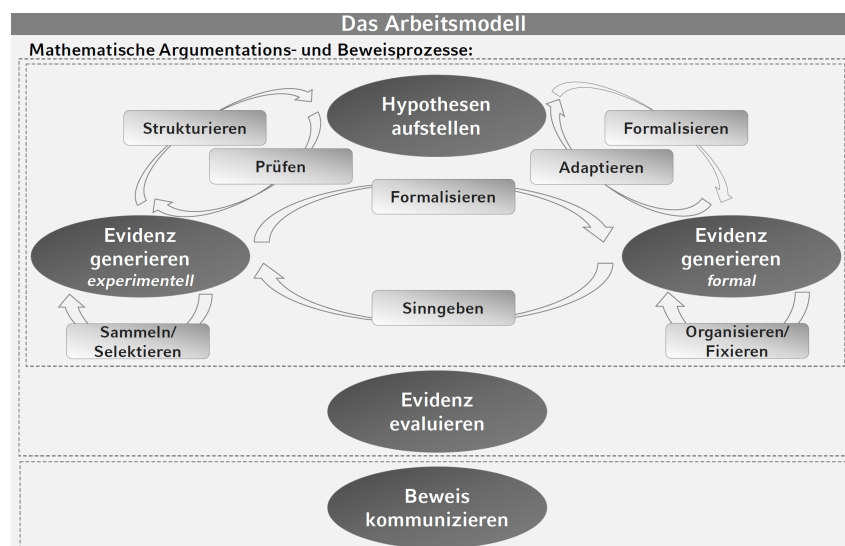 Das Arbeitsmodell
Mathematische Argumentations- und Beweisprozesse:
Hypothesen
aufstellen
Strukturieren
Formalisieren
Prüfen
Adaptieren
Formalisieren
Evidenz
generieren
experimentell
Evidenz
generieren
formal
Sinngeben
Sammeln/
Selektieren
Organisieren/
Fixieren
Evidenz
evaluieren
Beweis
kommunizieren